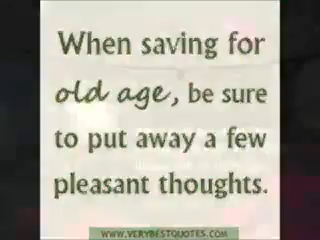 When saving for
old age, be sure
to put away a few
pleasant thoughts.
WWW.VERYBESTQUOTES.COM